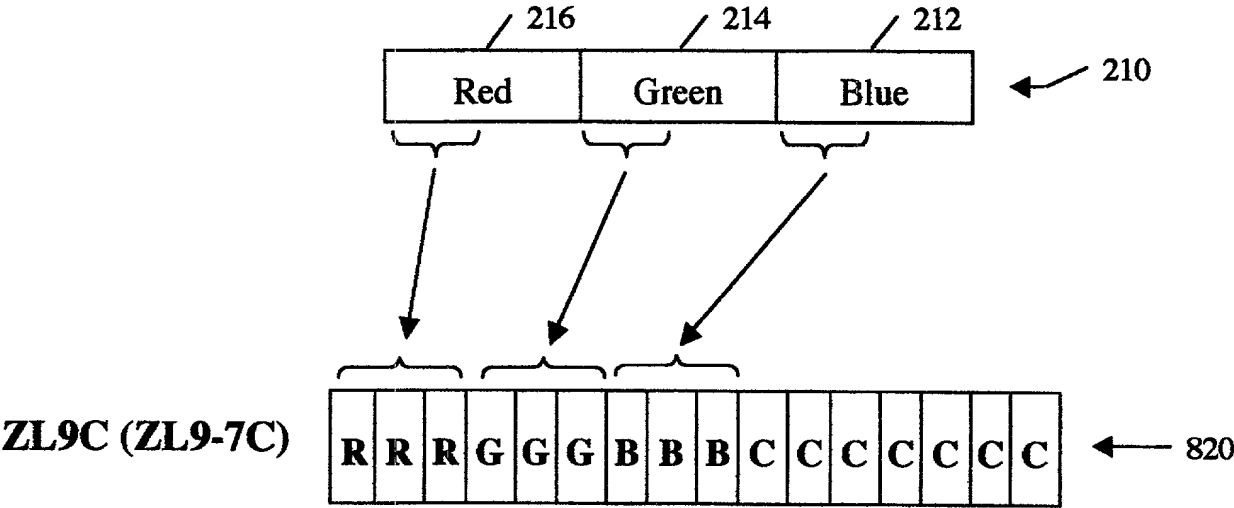 216 214 212
Red Green Blue 210
ZL9C (ZL9-7C) R R R G G G B B B C C C C C C C 820